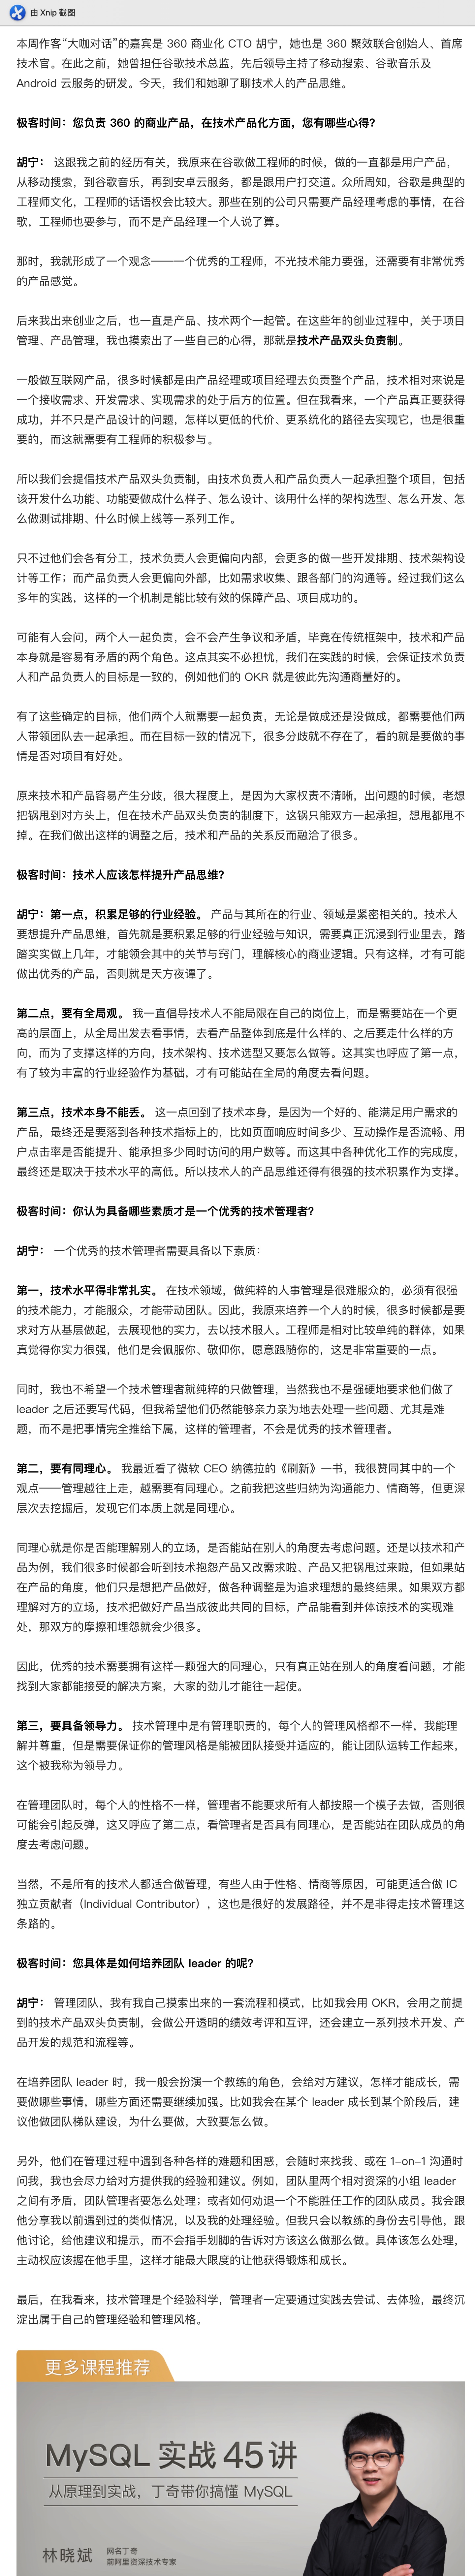 由 Xnip 截图
本周作客“大咖对话”的嘉宾是 360 商业化 CTO 胡宁，她也是 360 聚效联合创始人、首席
技术官。在此之前，她曾担任谷歌技术总监，先后领导主持了移动搜索、谷歌音乐及
Android 云服务的研发。今天，我们和她聊了聊技术人的产品思维。
极客时间：您负责 360 的商业产品，在技术产品化方面，您有哪些心得？
胡宁： 这跟我之前的经历有关，我原来在谷歌做工程师的时候，做的一直都是用户产品，
从移动搜索，到谷歌音乐，再到安卓云服务，都是跟用户打交道。众所周知，谷歌是典型的
工程师文化，工程师的话语权会比较大。那些在别的公司只需要产品经理考虑的事情，在谷
歌，工程师也要参与，而不是产品经理一个人说了算。
那时，我就形成了一个观念——一个优秀的工程师，不光技术能力要强，还需要有非常优秀
的产品感觉。
后来我出来创业之后，也一直是产品、技术两个一起管。在这些年的创业过程中，关于项目
管理、产品管理，我也摸索出了一些自己的心得，那就是技术产品双头负责制。
一般做互联网产品，很多时候都是由产品经理或项目经理去负责整个产品，技术相对来说是
一个接收需求、开发需求、实现需求的处于后方的位置。但在我看来，一个产品真正要获得
成功，并不只是产品设计的问题，怎样以更低的代价、更系统化的路径去实现它，也是很重
要的，而这就需要有工程师的积极参与。
所以我们会提倡技术产品双头负责制，由技术负责人和产品负责人一起承担整个项目，包括
该开发什么功能、功能要做成什么样子、怎么设计、该用什么样的架构选型、怎么开发、怎
么做测试排期、什么时候上线等一系列工作。
只不过他们会各有分工，技术负责人会更偏向内部，会更多的做一些开发排期、技术架构设
计等工作；而产品负责人会更偏向外部，比如需求收集、跟各部门的沟通等。经过我们这么
多年的实践，这样的一个机制是能比较有效的保障产品、项目成功的。
可能有人会问，两个人一起负责，会不会产生争议和矛盾，毕竟在传统框架中，技术和产品
本身就是容易有矛盾的两个角色。这点其实不必担忧，我们在实践的时候，会保证技术负责
人和产品负责人的目标是一致的，例如他们的 OKR 就是彼此先沟通商量好的。
有了这些确定的目标，他们两个人就需要一起负责，无论是做成还是没做成，都需要他们两
人带领团队去一起承担。而在目标一致的情况下，很多分歧就不存在了，看的就是要做的事
情是否对项目有好处。
原来技术和产品容易产生分歧，很大程度上，是因为大家权责不清晰，出问题的时候，老想
把锅甩到对方头上，但在技术产品双头负责的制度下，这锅只能双方一起承担，想甩都甩不
掉。在我们做出这样的调整之后，技术和产品的关系反而融洽了很多。
极客时间：技术人应该怎样提升产品思维？
胡宁：第一点，积累足够的行业经验。 产品与其所在的行业、领域是紧密相关的。技术人
要想提升产品思维，首先就是要积累足够的行业经验与知识，需要真正沉浸到行业里去，踏
踏实实做上几年，才能领会其中的关节与窍门，理解核心的商业逻辑。只有这样，才有可能
做出优秀的产品，否则就是天方夜谭了。
第二点，要有全局观。 我一直倡导技术人不能局限在自己的岗位上，而是需要站在一个更
高的层面上，从全局出发去看事情，去看产品整体到底是什么样的、之后要走什么样的方
向，而为了支撑这样的方向，技术架构、技术选型又要怎么做等。这其实也呼应了第一点，
有了较为丰富的行业经验作为基础，才有可能站在全局的角度去看问题。
第三点，技术本身不能丢。 这一点回到了技术本身，是因为一个好的、能满足用户需求的
产品，最终还是要落到各种技术指标上的，比如页面响应时间多少、互动操作是否流畅、用
户点击率是否能提升、能承担多少同时访问的用户数等。而这其中各种优化工作的完成度，
最终还是取决于技术水平的高低。所以技术人的产品思维还得有很强的技术积累作为支撑。
极客时间：你认为具备哪些素质才是一个优秀的技术管理者？
胡宁： 一个优秀的技术管理者需要具备以下素质：
第一，技术水平得非常扎实。 在技术领域，做纯粹的人事管理是很难服众的，必须有很强
的技术能力，才能服众，才能带动团队。因此，我原来培养一个人的时候，很多时候都是要
求对方从基层做起，去展现他的实力，去以技术服人。工程师是相对比较单纯的群体，如果
真觉得你实力很强，他们是会佩服你、敬仰你，愿意跟随你的，这是非常重要的一点。
同时，我也不希望一个技术管理者就纯粹的只做管理，当然我也不是强硬地要求他们做了
leader 之后还要写代码，但我希望他们仍然能够亲力亲为地去处理一些问题、尤其是难
题，而不是把事情完全推给下属，这样的管理者，不会是优秀的技术管理者。
第二，要有同理心。 我最近看了微软 CEO 纳德拉的《刷新》一书，我很赞同其中的一个
观点——管理越往上走，越需要有同理心。之前我把这些归纳为沟通能力、情商等，但更深
层次去挖掘后，发现它们本质上就是同理心。
同理心就是你是否能理解别人的立场，是否能站在别人的角度去考虑问题。还是以技术和产
品为例，我们很多时候都会听到技术抱怨产品又改需求啦、产品又把锅甩过来啦，但如果站
在产品的角度，他们只是想把产品做好，做各种调整是为追求理想的最终结果。如果双方都
理解对方的立场，技术把做好产品当成彼此共同的目标，产品能看到并体谅技术的实现难
处，那双方的摩擦和埋怨就会少很多。
因此，优秀的技术需要拥有这样一颗强大的同理心，只有真正站在别人的角度看问题，才能
找到大家都能接受的解决方案，大家的劲儿才能往一起使。
第三，要具备领导力。 技术管理中是有管理职责的，每个人的管理风格都不一样，我能理
解并尊重，但是需要保证你的管理风格是能被团队接受并适应的，能让团队运转工作起来，
这个被我称为领导力。
在管理团队时，每个人的性格不一样，管理者不能要求所有人都按照一个模子去做，否则很
可能会引起反弹，这又呼应了第二点，看管理者是否具有同理心，是否能站在团队成员的角
度去考虑问题。
当然，不是所有的技术人都适合做管理，有些人由于性格、情商等原因，可能更适合做 IC
独立贡献者（Individual Contributor），这也是很好的发展路径，并不是非得走技术管理这
条路的。
极客时间：您具体是如何培养团队 leader 的呢？
胡宁： 管理团队，我有我自己摸索出来的一套流程和模式，比如我会用 OKR，会用之前提
到的技术产品双头负责制，会做公开透明的绩效考评和互评，还会建立一系列技术开发、产
品开发的规范和流程等。
在培养团队 leader 时，我一般会扮演一个教练的角色，会给对方建议，怎样才能成长，需
要做哪些事情，哪些方面还需要继续加强。比如我会在某个 leader 成长到某个阶段后，建
议他做团队梯队建设，为什么要做，大致要怎么做。
另外，他们在管理过程中遇到各种各样的难题和困惑，会随时来找我、或在 1-on-1 沟通时
问我，我也会尽力给对方提供我的经验和建议。例如，团队里两个相对资深的小组 leader
之间有矛盾，团队管理者要怎么处理；或者如何劝退一个不能胜任工作的团队成员。我会跟
他分享我以前遇到过的类似情况，以及我的处理经验。但我只会以教练的身份去引导他，跟
他讨论，给他建议和提示，而不会指手划脚的告诉对方该这么做那么做。具体该怎么处理，
主动权应该握在他手里，这样才能最大限度的让他获得锻炼和成长。
最后，在我看来，技术管理是个经验科学，管理者一定要通过实践去尝试、去体验，最终沉
淀出属于自己的管理经验和管理风格。
更多课程推荐
MySQL 实战 45 讲
从原理到实战，丁奇带你搞懂 MySQL
林晓斌
网名丁奇
前阿里资深技术专家